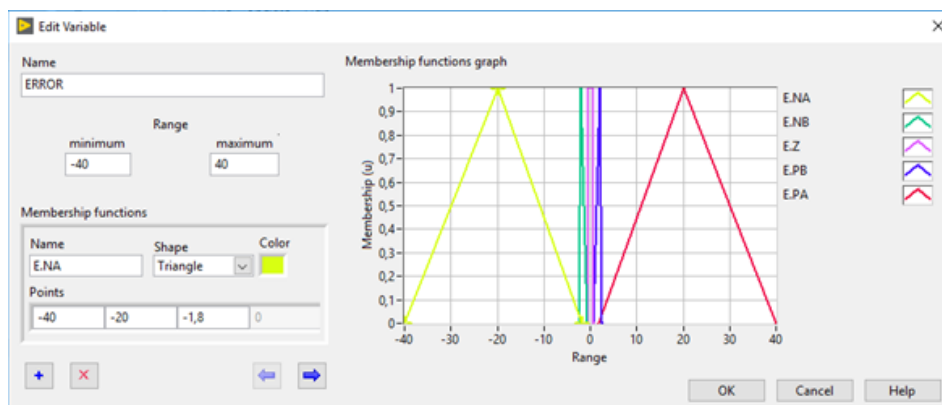 Edit Variable
Name
ERROR
Range
minimum
maximum
-40
40
Membership functions
Name
Shape
Color
E.NA
Triangle
Points
-40
-20
-1,8
0
Membership functions graph
Membership (u)
1
0,9
0,8
0,7
0,6
0,5
0,4
0,3
0,2
0,1
0
-40
-30
-20
-10
0
10
20
30
40
Range
E.NA
E.NB
E.Z
E.PB
E.PA
OK
Cancel
Help